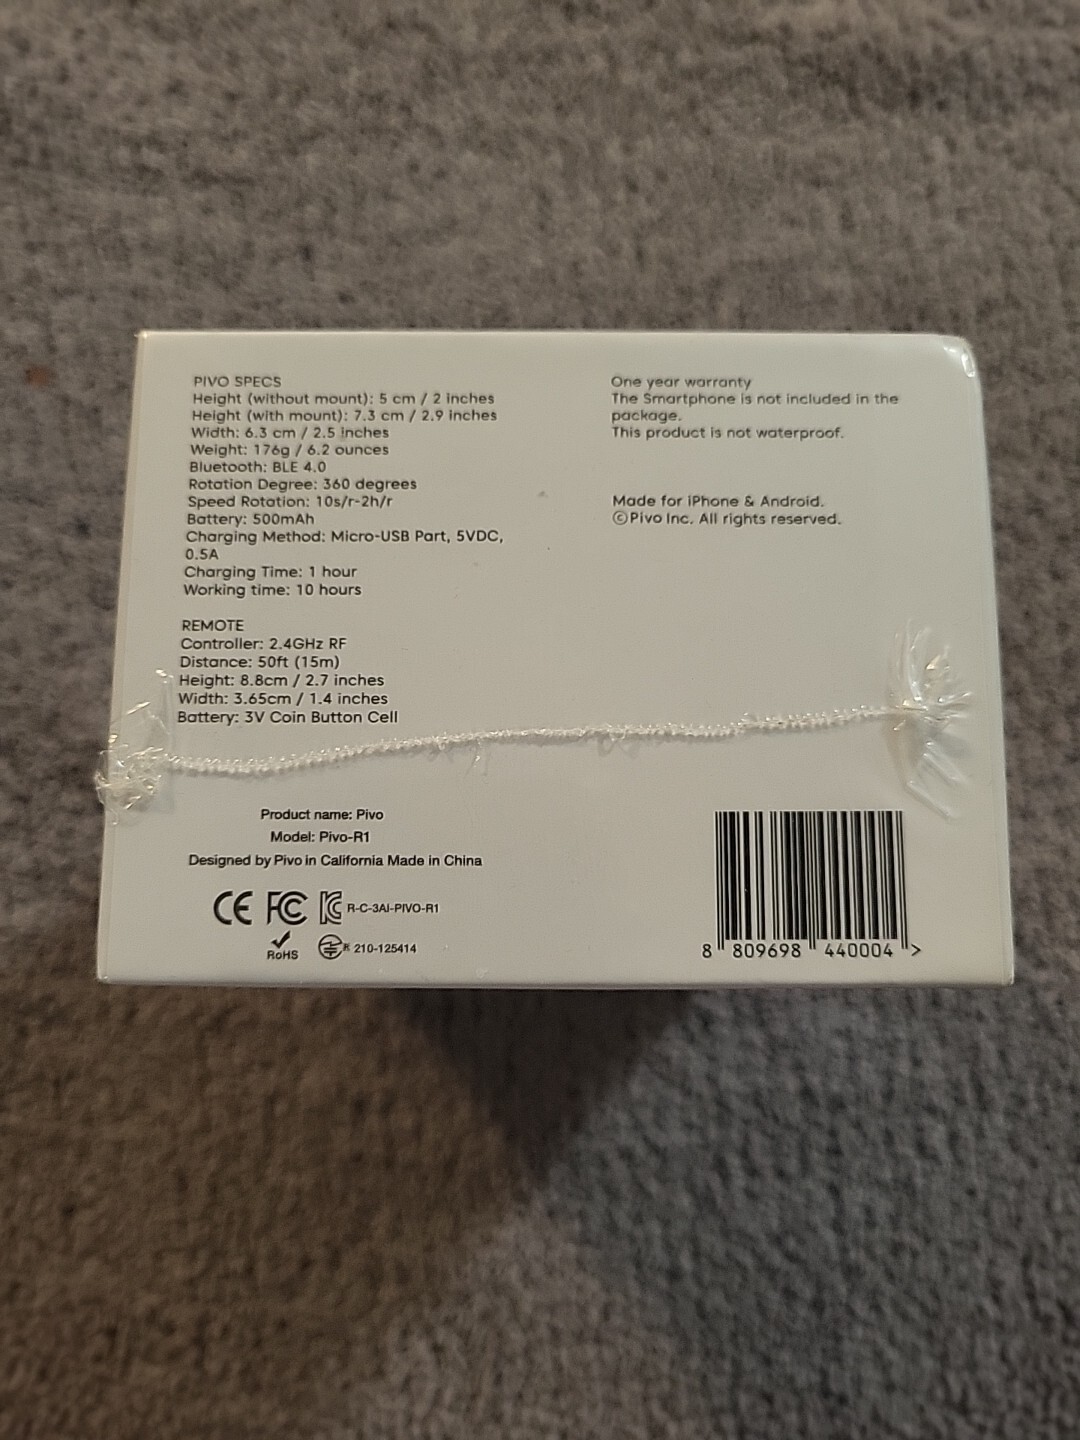 PIVO SPECS
Height (without mount): 5 cm / 2 inches
Height (with mount): 7.3 cm / 2.9 inches
Width: 6.3 cm / 2.5 inches
Weight: 176g / 6.2 ounces
Bluetooth: BLE 4.0
Rotation Degree: 360 degrees
Speed Rotation: 10s/r-2h/r
Battery: 500mAh
Charging Method: Micro-USB Part, 5VDC,
0.5A
Charging Time: 1 hour
Working time: 10 hours
REMOTE
Controller: 2.4GHz RF
Distance: 50ft (15m)
Height: 8.8cm / 2.7 inches
Width: 3.65cm / 1.4 inches
Battery: 3V Coin Button Cell
One year warranty
The Smartphone is not included in the
package.
This product is not waterproof.
Made for iPhone & Android.
©Pivo Inc. All rights reserved.
Product name: Pivo
Model: Pivo-R1
Designed by Pivo in California Made in China
CE FC KC R-C-3AI-PIVO-R1
RoHS R 210-125414
8 809698 440004 >